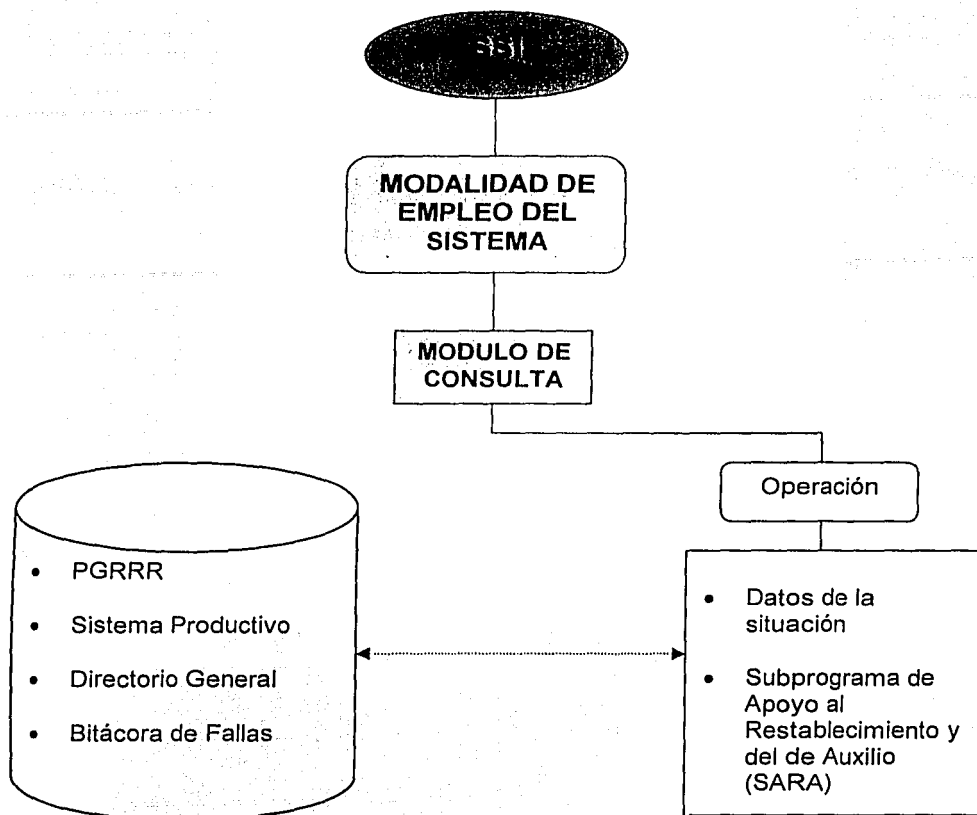 MODALIDAD DE
EMPLEO DEL
SISTEMA
MODULO DE
CONSULTA
Operación
• PGRRR
• Sistema Productivo
• Directorio General
• Bitácora de Fallas
• Datos de la
situación
• Subprograma de
Apoyo al
Restablecimiento y
del de Auxilio
(SARA)